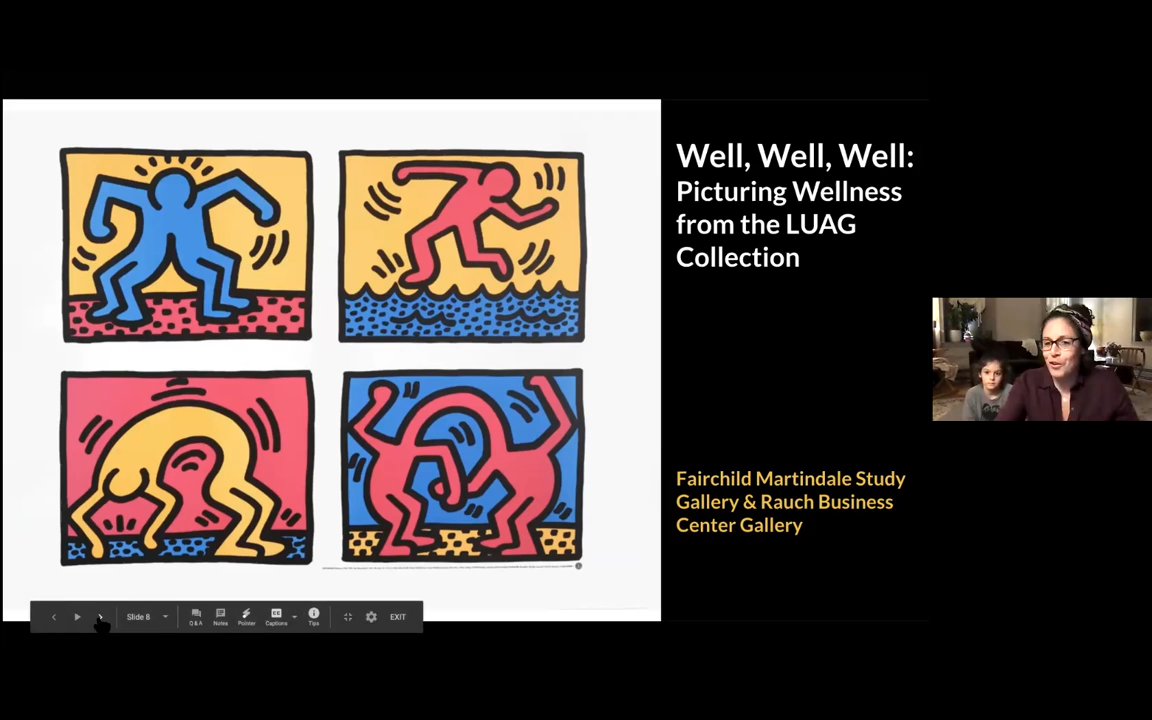 Well, Well, Well:
Picturing Wellness
from the LUAG
Collection
Fairchild Martindale Study
Gallery & Rauch Business
Center Gallery
Slide 8
Q & A
Notes
Pointer
CC
Captions
Tips
EXIT